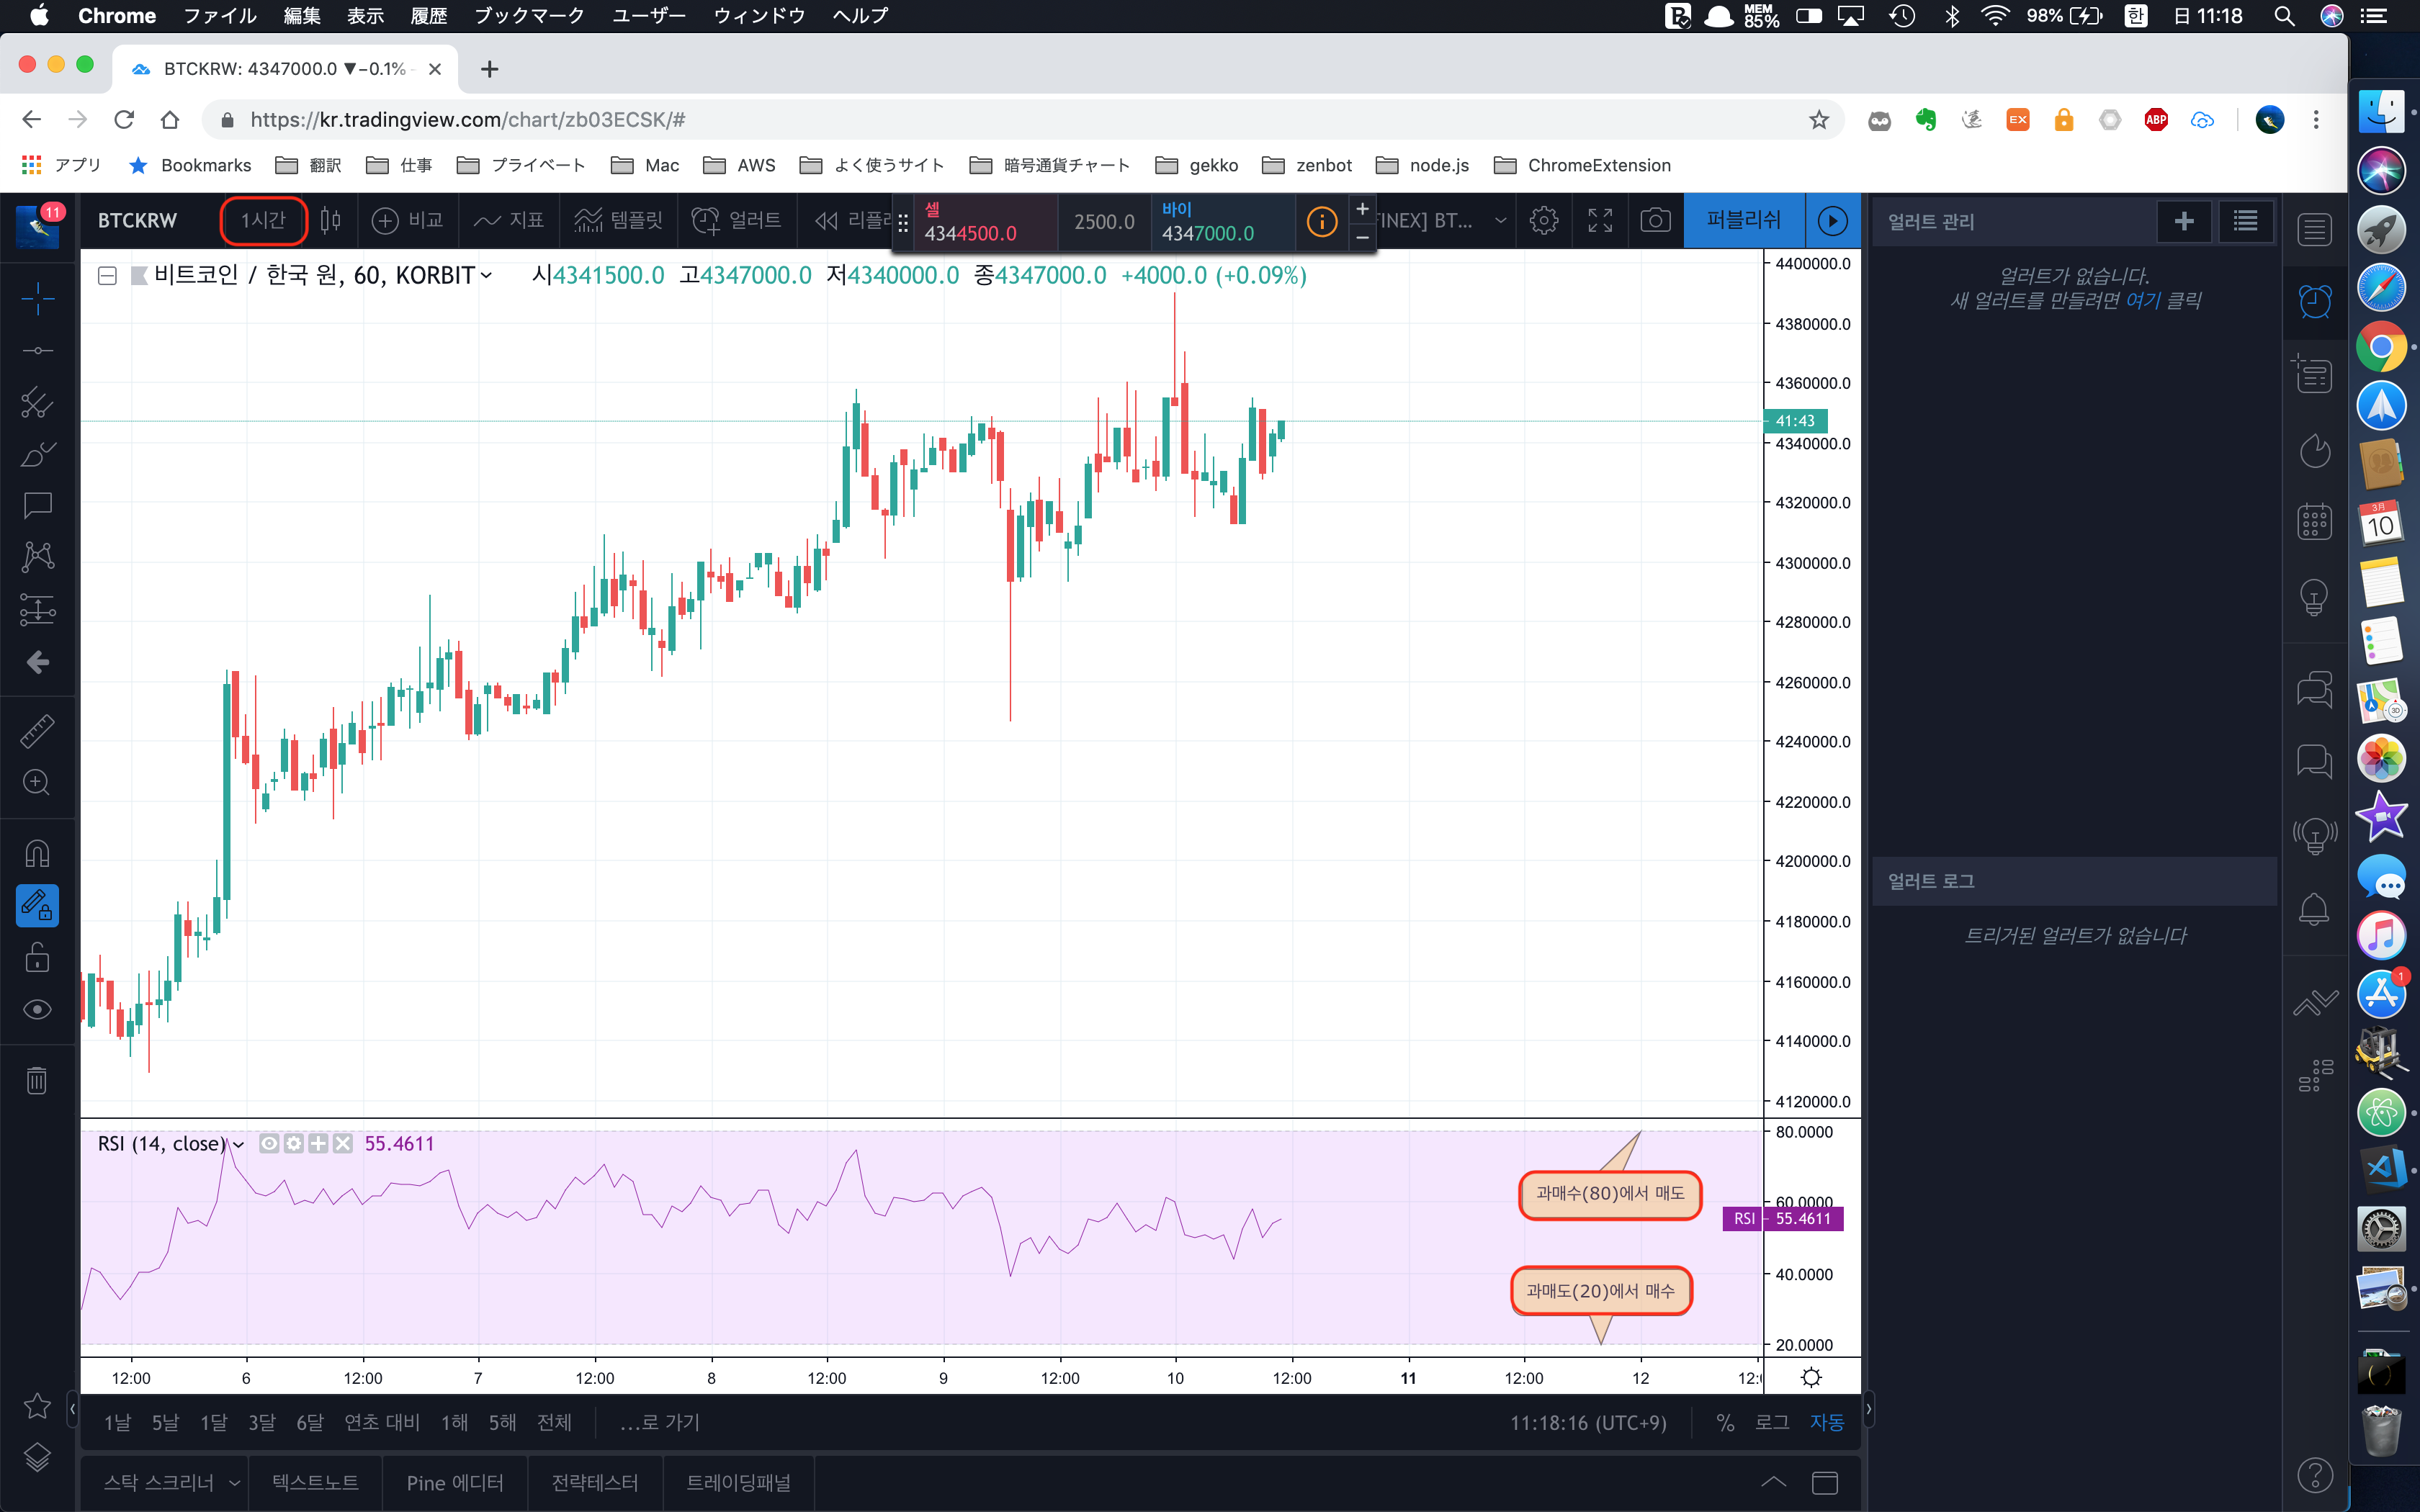 Chrome ファイル 編集 表示 履歴 ブックマーク ユーザー ウィンドウ ヘルプ MEM 85% 98% 한 日 11:18
BTCKRW: 4347000.0 ▼−0.1%
https://kr.tradingview.com/chart/zb03ECSK/#
EX ABP
アプリ Bookmarks 翻訳 仕事 プライベート Mac AWS よく使うサイト 暗号通貨チャート gekko zenbot node.js ChromeExtension
11
BTCKRW 1시간 비교 지표 템플릿 얼러트 리플레
셀 4344500.0 2500.0 바이 4347000.0
FINEX] BT... 퍼블리쉬
얼러트 관리
비트코인 / 한국 원, 60, KORBIT 시4341500.0 고4347000.0 저4340000.0 종4347000.0 +4000.0 (+0.09%)
얼러트가 없습니다.
새 얼러트를 만들려면 여기 클릭
4400000.0
4380000.0
4360000.0
41:43
4340000.0
4320000.0
4300000.0
4280000.0
4260000.0
4240000.0
4220000.0
4200000.0
4180000.0
4160000.0
4140000.0
4120000.0
얼러트 로그
트리거된 얼러트가 없습니다
3月
10
3D
1
RSI (14, close) 55.4611
80.0000
과매수(80)에서 매도
60.0000
RSI 55.4611
40.0000
과매도(20)에서 매수
20.0000
12:00 6 12:00 7 12:00 8 12:00 9 12:00 10 12:00 11 12:00 12 12:0
1날 5날 1달 3달 6달 연초 대비 1해 5해 전체 ...로 가기 11:18:16 (UTC+9) % 로그 자동
스탁 스크리너 텍스트노트 Pine 에디터 전략테스터 트레이딩패널